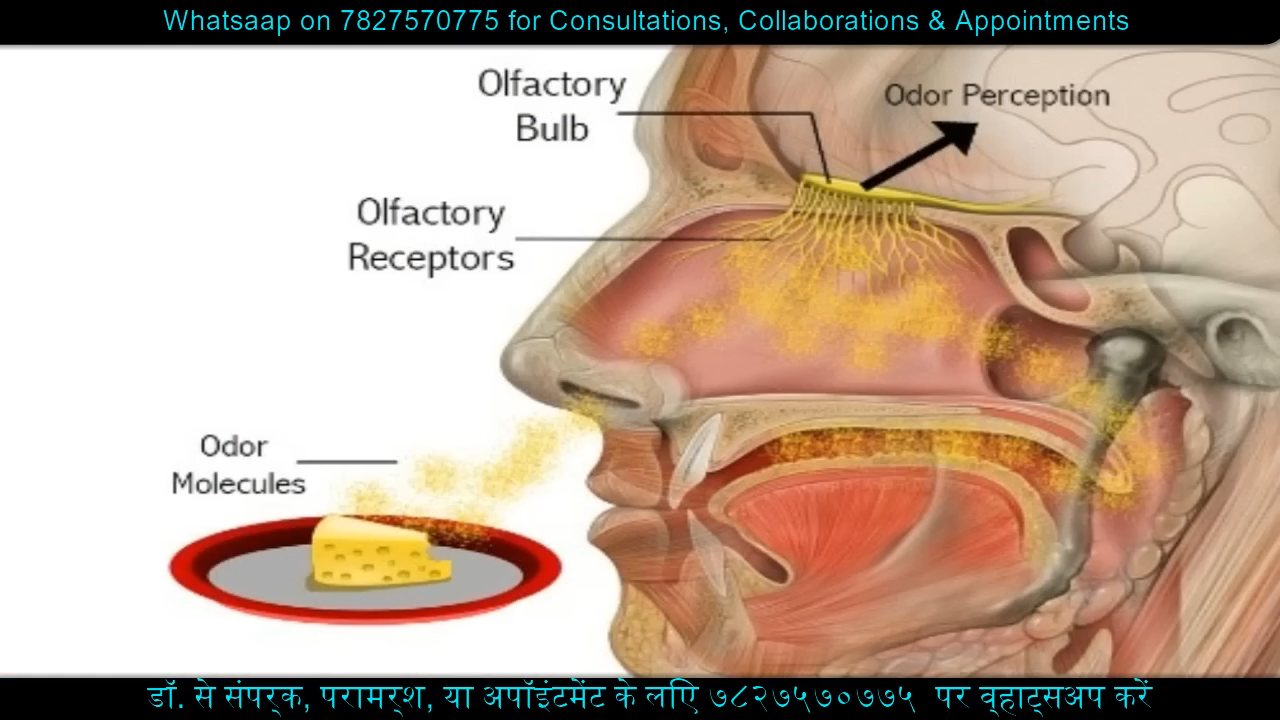 Whatsaap on 7827570775 for Consultations, Collaborations & Appointments
Olfactory
Bulb
Odor Perception
Olfactory
Receptors
Odor
Molecules
डॉ. से संपर्क, परामर्श, या अपॉइंटमेंट के लिए ७८२७५७०७७५ पर व्हाट्सअप करें